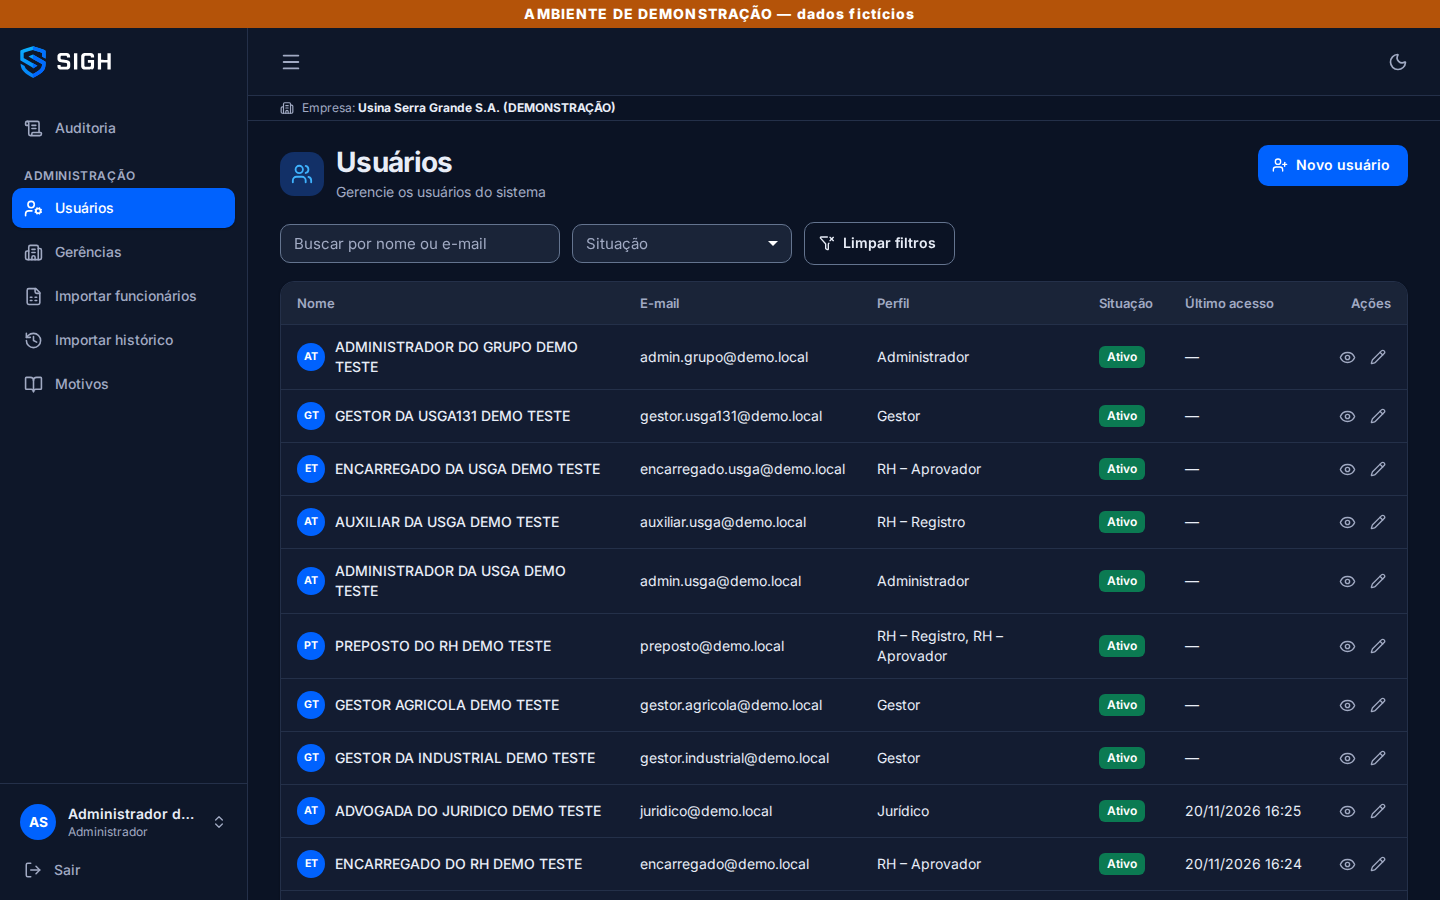 AMBIENTE DE DEMONSTRAÇÃO — dados fictícios
SIGH
Auditoria
ADMINISTRAÇÃO
Usuários
Gerências
Importar funcionários
Importar histórico
Motivos
AS
Administrador d...
Administrador
Sair
Empresa: Usina Serra Grande S.A. (DEMONSTRAÇÃO)
Usuários
Gerencie os usuários do sistema
Novo usuário
Buscar por nome ou e-mail
Situação
Limpar filtros
Nome E-mail Perfil Situação Último acesso Ações
AT ADMINISTRADOR DO GRUPO DEMO TESTE admin.grupo@demo.local Administrador Ativo —
GT GESTOR DA USGA131 DEMO TESTE gestor.usga131@demo.local Gestor Ativo —
ET ENCARREGADO DA USGA DEMO TESTE encarregado.usga@demo.local RH – Aprovador Ativo —
AT AUXILIAR DA USGA DEMO TESTE auxiliar.usga@demo.local RH – Registro Ativo —
AT ADMINISTRADOR DA USGA DEMO TESTE admin.usga@demo.local Administrador Ativo —
PT PREPOSTO DO RH DEMO TESTE preposto@demo.local RH – Registro, RH – Aprovador Ativo —
GT GESTOR AGRICOLA DEMO TESTE gestor.agricola@demo.local Gestor Ativo —
GT GESTOR DA INDUSTRIAL DEMO TESTE gestor.industrial@demo.local Gestor Ativo —
AT ADVOGADA DO JURIDICO DEMO TESTE juridico@demo.local Jurídico Ativo 20/11/2026 16:25
ET ENCARREGADO DO RH DEMO TESTE encarregado@demo.local RH – Aprovador Ativo 20/11/2026 16:24